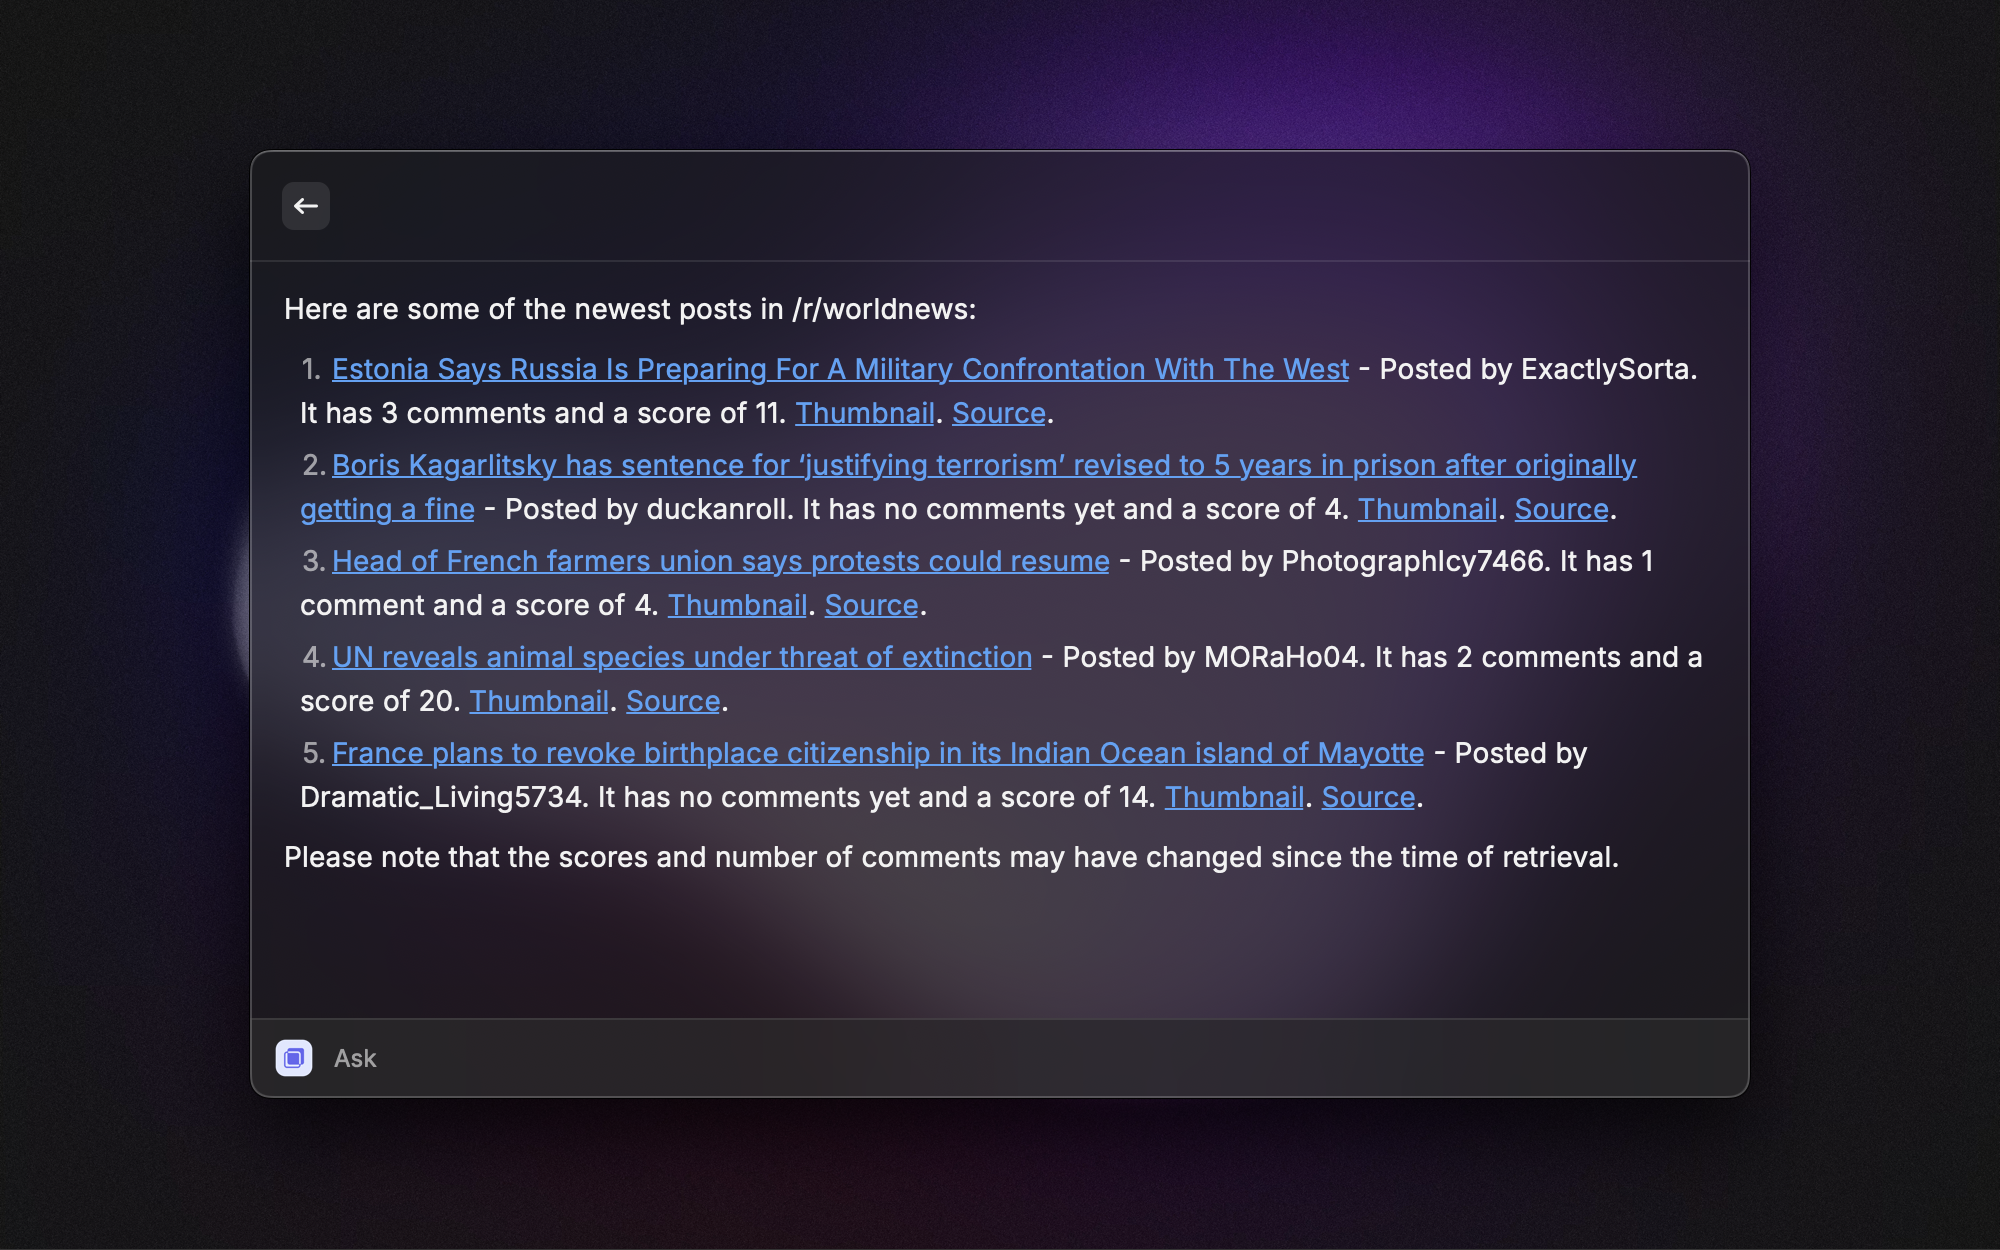 Here are some of the newest posts in /r/worldnews:
1. Estonia Says Russia Is Preparing For A Military Confrontation With The West - Posted by ExactlySorta.
It has 3 comments and a score of 11. Thumbnail. Source.
2. Boris Kagarlitsky has sentence for ‘justifying terrorism’ revised to 5 years in prison after originally
getting a fine - Posted by duckanroll. It has no comments yet and a score of 4. Thumbnail. Source.
3. Head of French farmers union says protests could resume - Posted by PhotographIcy7466. It has 1
comment and a score of 4. Thumbnail. Source.
4. UN reveals animal species under threat of extinction - Posted by MORaHo04. It has 2 comments and a
score of 20. Thumbnail. Source.
5. France plans to revoke birthplace citizenship in its Indian Ocean island of Mayotte - Posted by
Dramatic_Living5734. It has no comments yet and a score of 14. Thumbnail. Source.
Please note that the scores and number of comments may have changed since the time of retrieval.
Ask